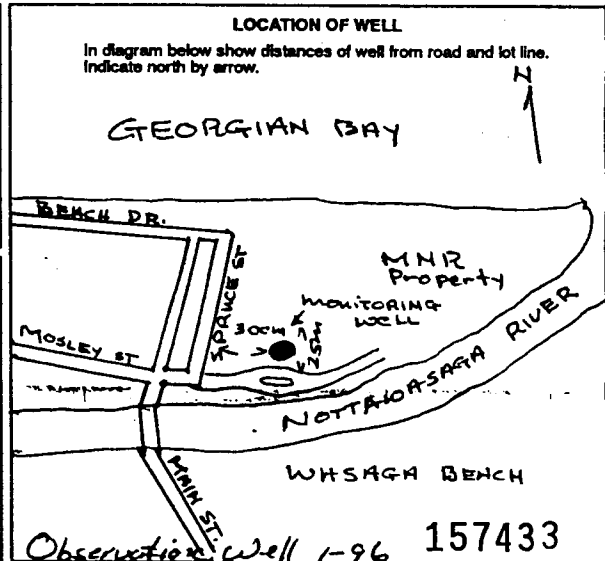 LOCATION OF WELL
In diagram below show distances of well from road and lot line.
Indicate north by arrow.
N
GEORGIAN BAY
BEACH DR.
MNR
Property
SPRUCE ST
MONITORING
WELL
300m
25m
MOSLEY ST
NOTTAWASAGA RIVER
WASAGA BEACH
MAIN ST.
Observation Well 1-96
157433